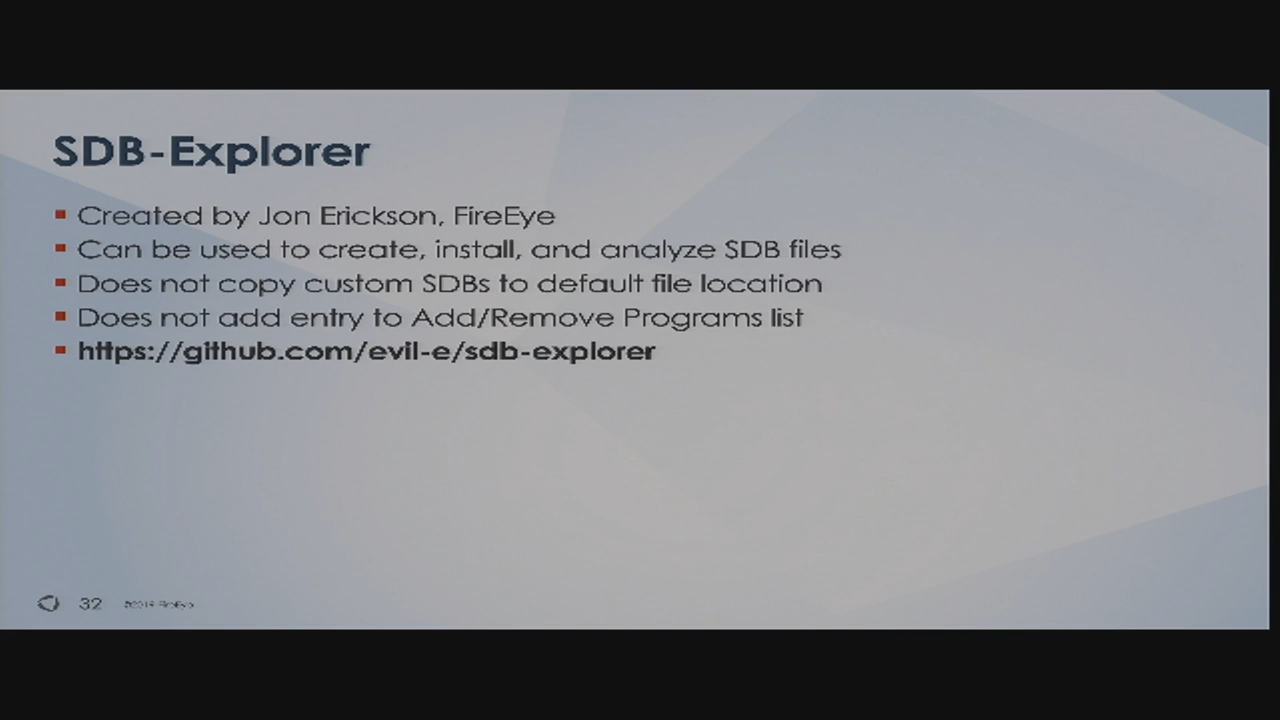 SDB-Explorer
▪ Created by Jon Erickson, FireEye
▪ Can be used to create, install, and analyze SDB files
▪ Does not copy custom SDBs to default file location
▪ Does not add entry to Add/Remove Programs list
▪ https://github.com/evil-e/sdb-explorer
32